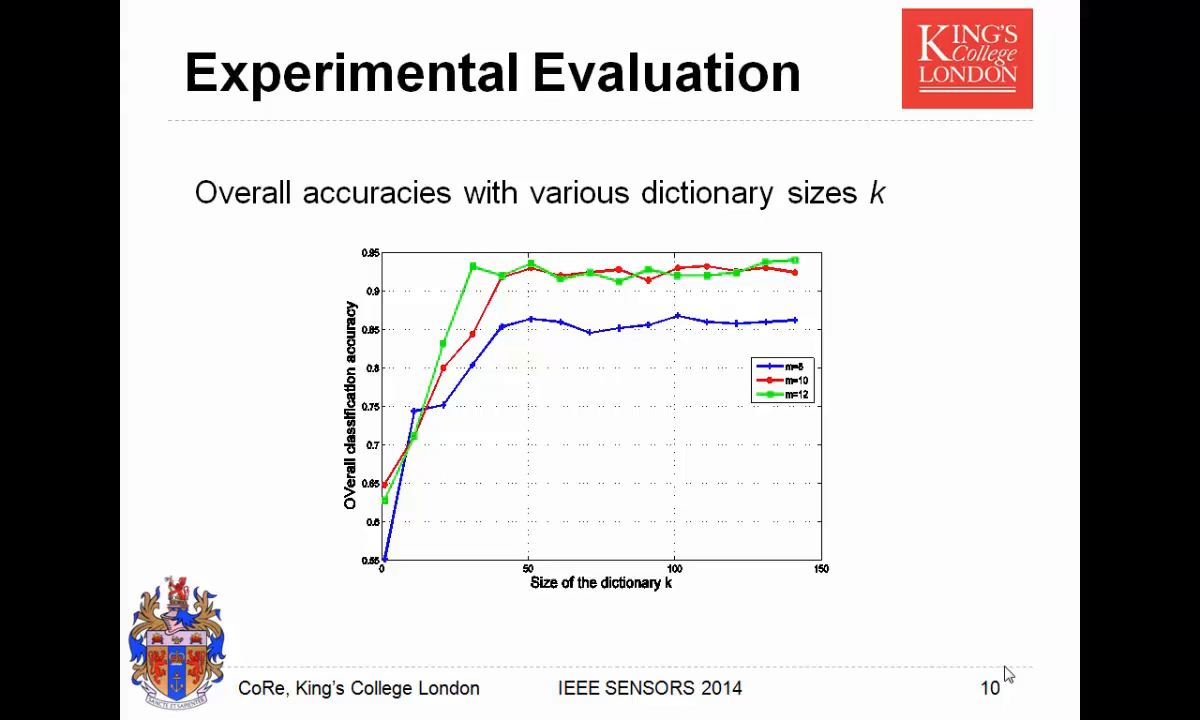 Experimental Evaluation
KING'S
College
LONDON
Overall accuracies with various dictionary sizes k
0.95
0.9
0.85
0.8
0.75
0.7
0.65
0.6
0.55
OVerall classification accuracy
m=10
m=12
0
50
100
150
Size of the dictionary k
CoRe, King's College London
IEEE SENSORS 2014
10